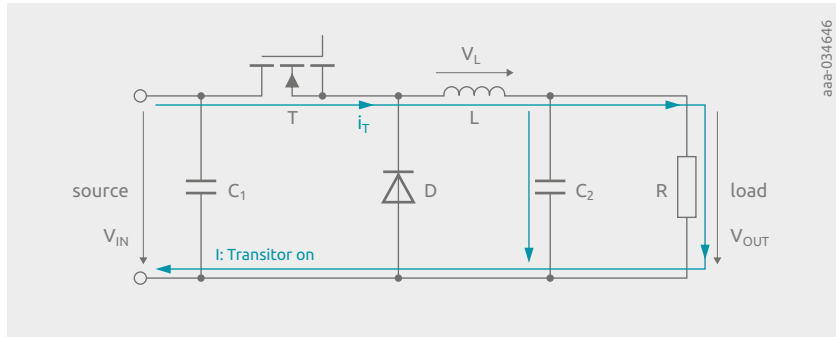 aaa-034646
V_L
T
i_T
L
source
C_1
D
C_2
R
load
V_IN
V_OUT
I: Transitor on